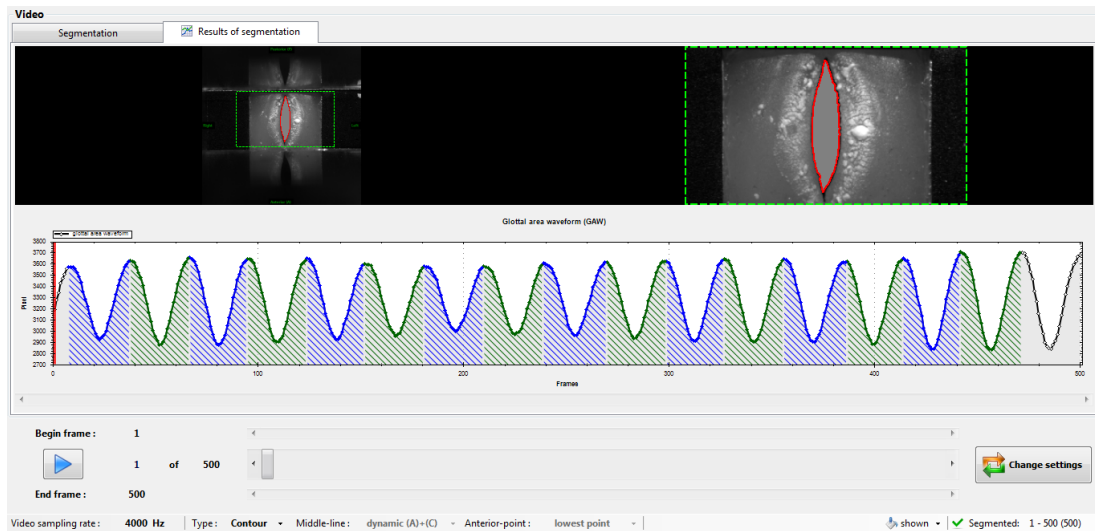 Video
Segmentation
Results of segmentation
Glottal area waveform (GAW)
glottal area waveform
3800
3700
3600
3500
3400
3300
3200
3100
3000
2900
2800
2700
Pixel
0 100 200 300 400 500
Frames
Begin frame : 1
1 of 500
Change settings
End frame : 500
Video sampling rate : 4000 Hz Type : Contour Middle-line : dynamic (A)+(C) Anterior-point : lowest point shown Segmented: 1 - 500 (500)